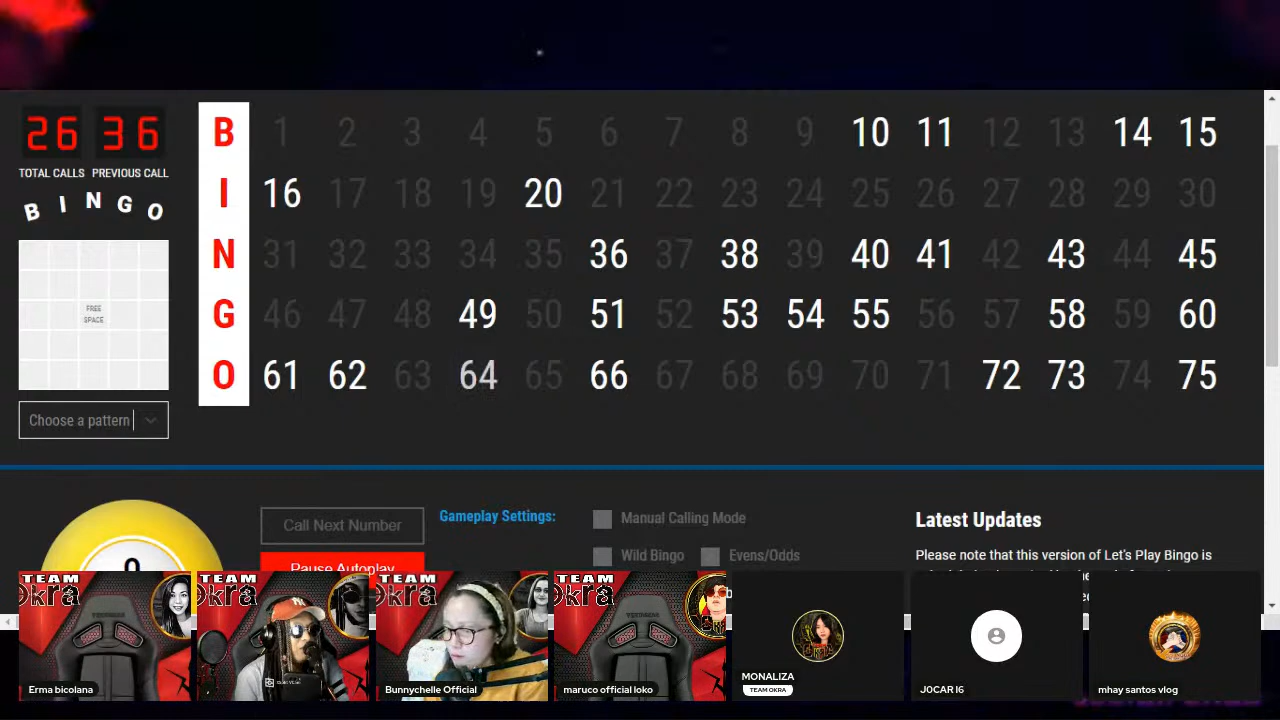 26 36
TOTAL CALLS PREVIOUS CALL
BINGO
FREE
SPACE
Choose a pattern
B 1 2 3 4 5 6 7 8 9 10 11 12 13 14 15
I 16 17 18 19 20 21 22 23 24 25 26 27 28 29 30
N 31 32 33 34 35 36 37 38 39 40 41 42 43 44 45
G 46 47 48 49 50 51 52 53 54 55 56 57 58 59 60
O 61 62 63 64 65 66 67 68 69 70 71 72 73 74 75
Call Next Number
Pause Autoplay
Gameplay Settings:
Manual Calling Mode
Wild Bingo Evens/Odds
Latest Updates
Please note that this version of Let's Play Bingo is
TEAM
Okra
Erma bicolana
TEAM
Okra
TEAM
Okra
Bunnychelle Official
TEAM
Okra
maruco official loko
MONALIZA
TEAM OKRA
JOCAR I6
mhay santos vlog